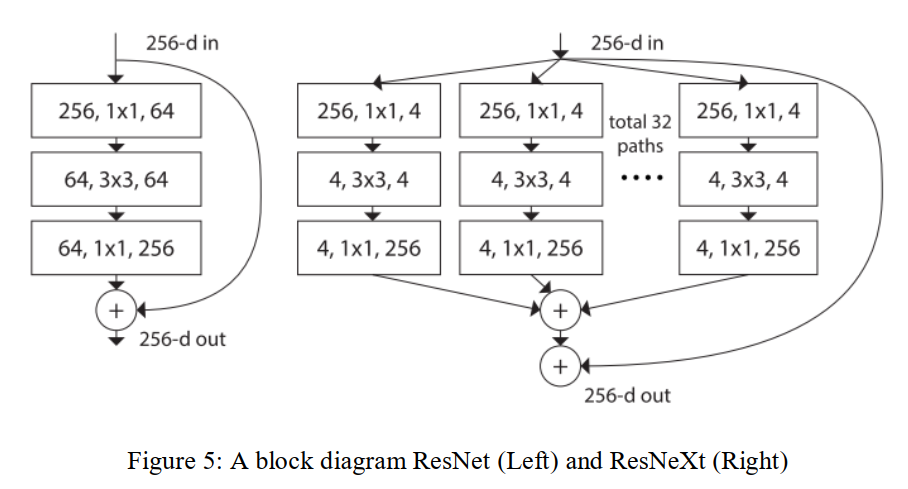 256-d in
256, 1x1, 64
64, 3x3, 64
64, 1x1, 256
+
256-d out
256-d in
256, 1x1, 4
256, 1x1, 4
total 32
paths
256, 1x1, 4
4, 3x3, 4
4, 3x3, 4
....
4, 3x3, 4
4, 1x1, 256
4, 1x1, 256
4, 1x1, 256
+
+
256-d out
Figure 5: A block diagram ResNet (Left) and ResNeXt (Right)